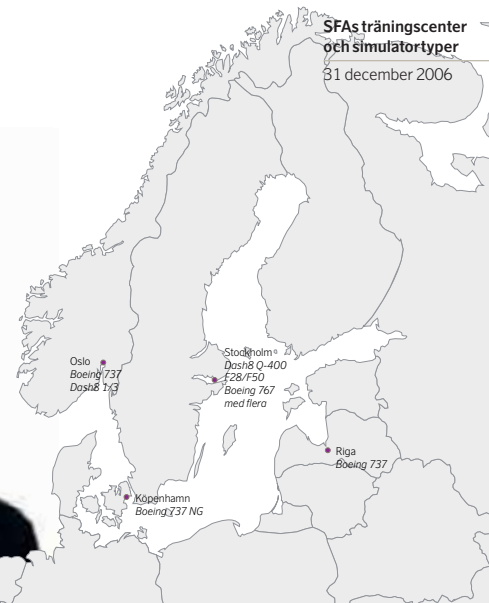 SFAs träningscenter
och simulatortyper
31 december 2006
Oslo
Boeing 737
Dash8 1/3
Stockholm
Dash8 Q-400
F28/F50
Boeing 767
med flera
Riga
Boeing 737
Köpenhamn
Boeing 737 NG